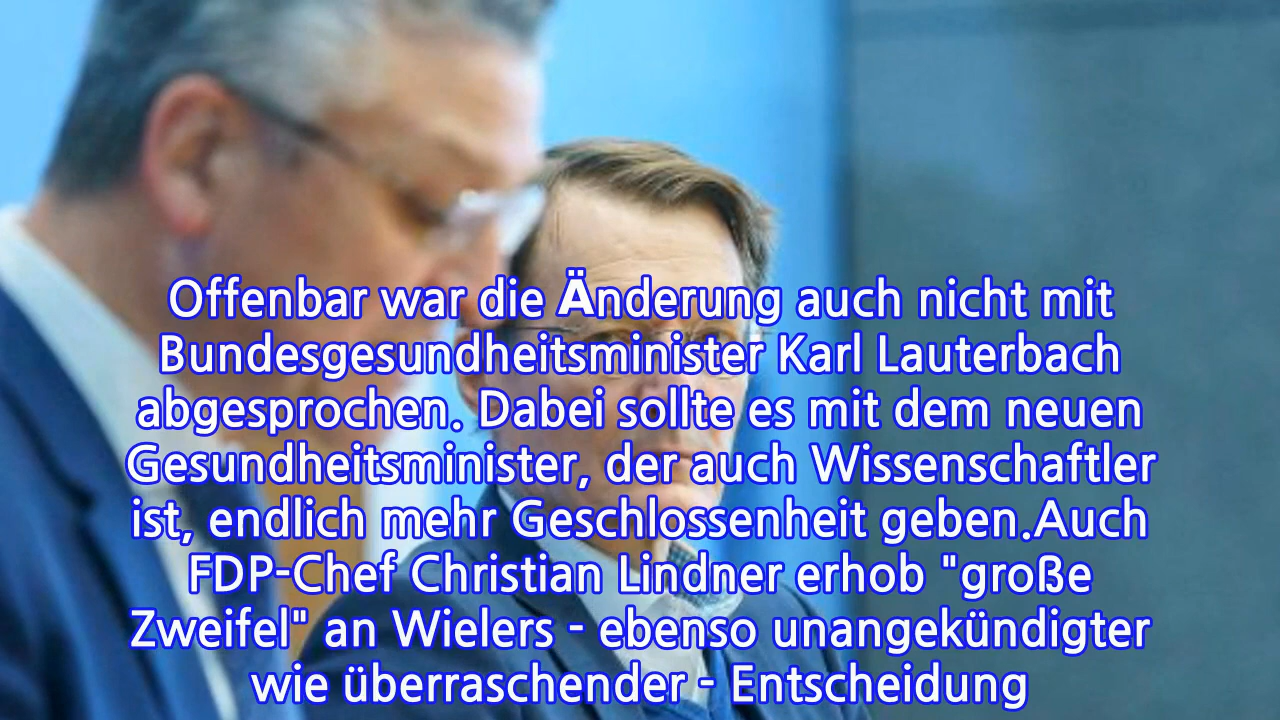 Offenbar war die Änderung auch nicht mit
Bundesgesundheitsminister Karl Lauterbach
abgesprochen. Dabei sollte es mit dem neuen
Gesundheitsminister, der auch Wissenschaftler
ist, endlich mehr Geschlossenheit geben.Auch
FDP-Chef Christian Lindner erhob "große
Zweifel" an Wielers - ebenso unangekündigter
wie überraschender - Entscheidung